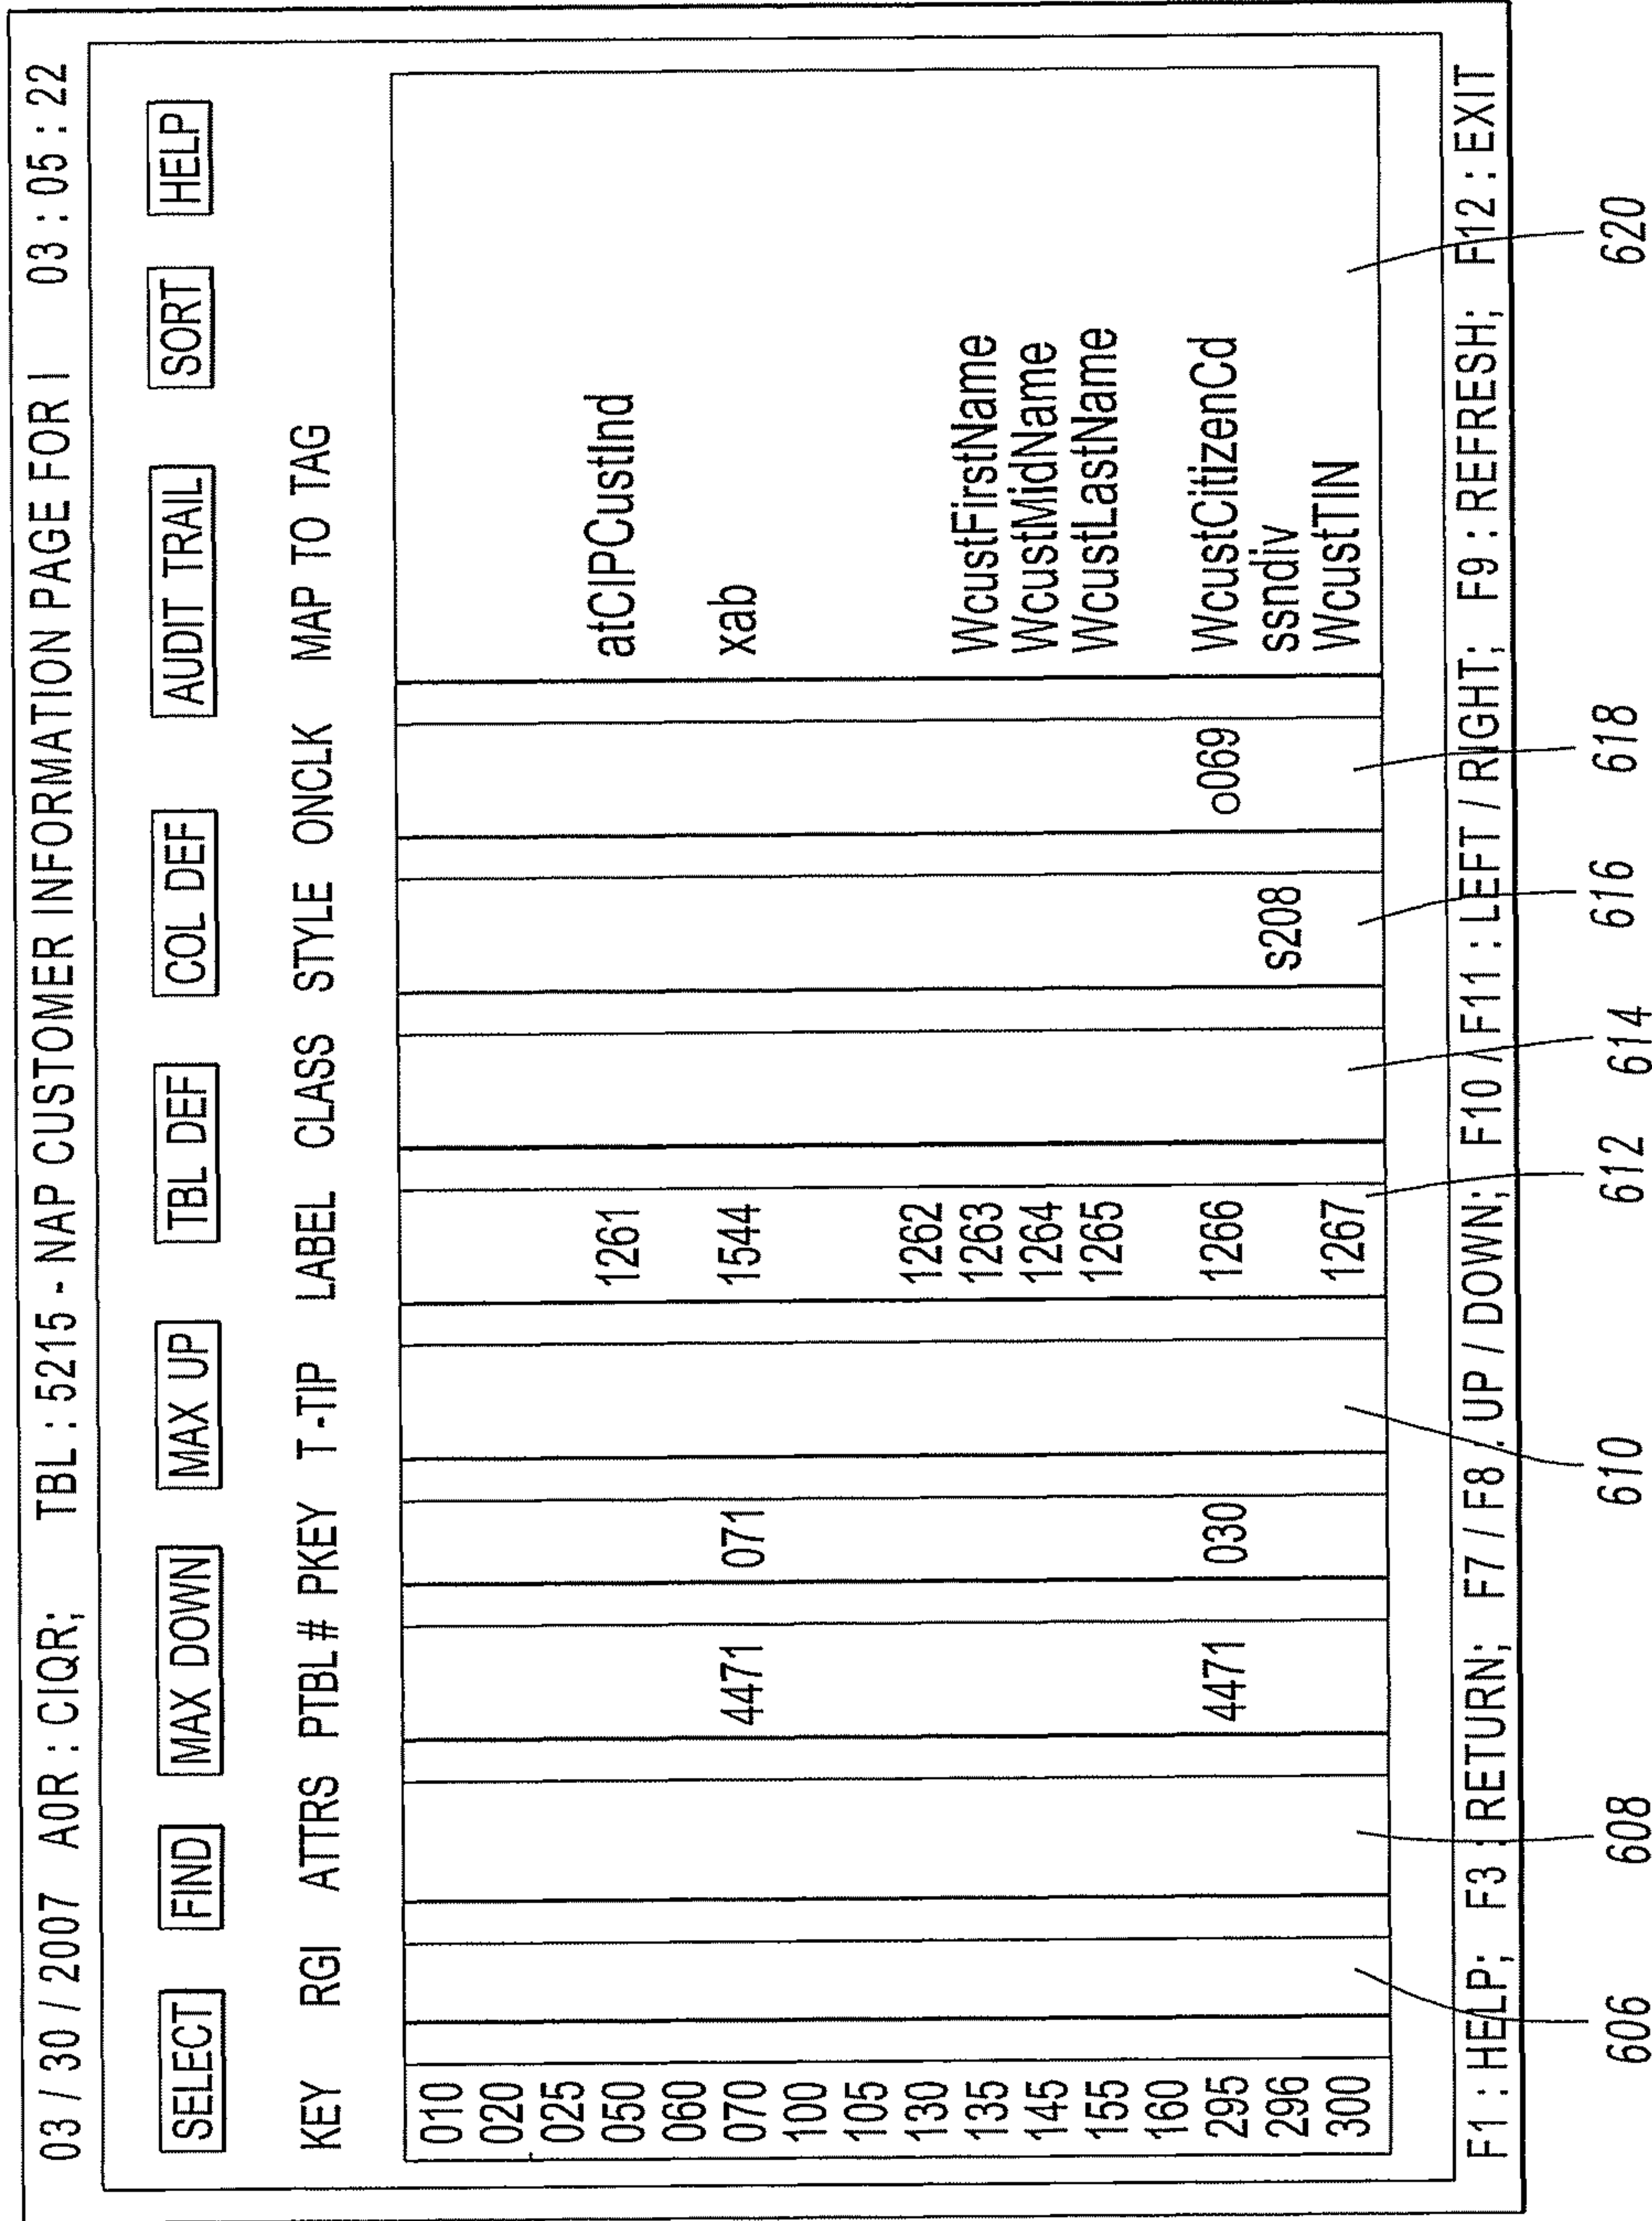 03 / 30 / 2007 A0R : CIQR; TBL : 5215 - NAP CUSTOMER INFORMATION PAGE FOR I 03 : 05 : 22
SELECT FIND MAX DOWN MAX UP TBL DEF COL DEF AUDIT TRAIL SORT HELP
KEY RGI ATTRS PTBL # PKEY T -TIP LABEL CLASS STYLE ONCLK MAP TO TAG
010
020
025
050 1261 atCIPCustInd
060
070 4471 071 1544 xab
100
105
130 1262
135 1263 WcustFirstName
145 1264 WcustMidName
155 1265 WcustLastName
160
295 4471 030 1266 o069 WcustCitizenCd
296 s208 ssndiv
300 1267 WcustTIN
F1 : HELP; F3 : RETURN; F7 / F8 : UP / DOWN; F10 / F11 : LEFT / RIGHT; F9 : REFRESH; F12 : EXIT
606 608 610 612 614 616 618 620